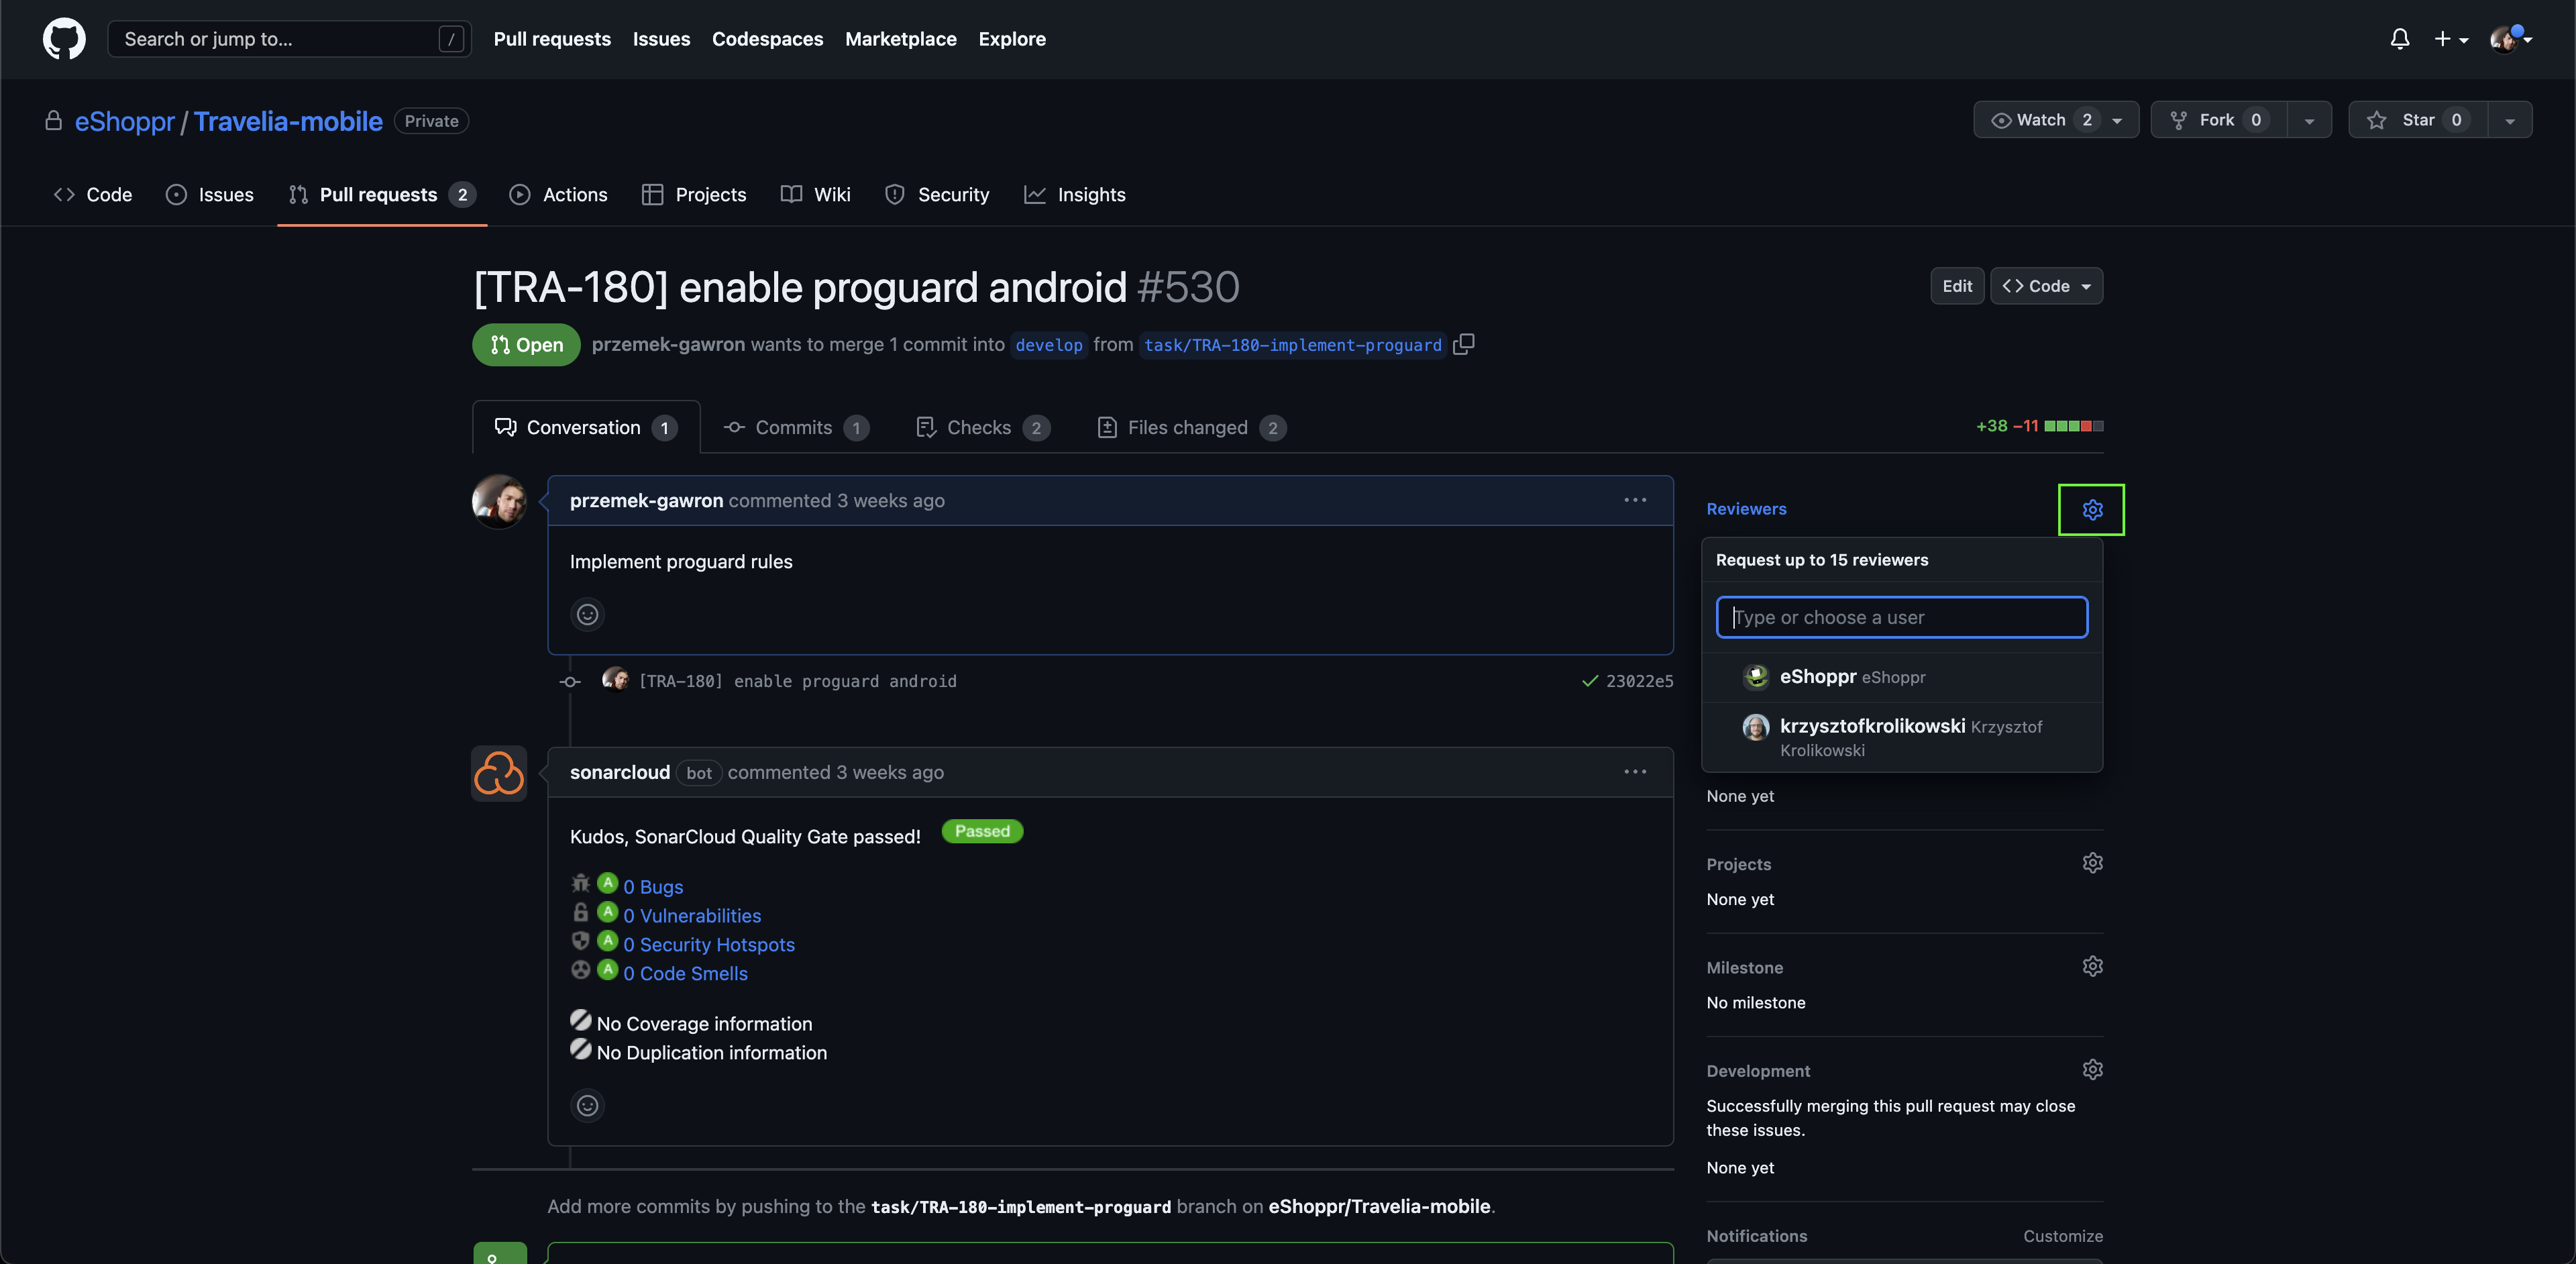 Search or jump to... / Pull requests Issues Codespaces Marketplace Explore
eShoppr / Travelia-mobile Private Watch 2 Fork 0 Star 0
Code Issues Pull requests 2 Actions Projects Wiki Security Insights
[TRA-180] enable proguard android #530 Edit Code
Open przemek-gawron wants to merge 1 commit into develop from task/TRA-180-implement-proguard
Conversation 1 Commits 1 Checks 2 Files changed 2 +38 −11
przemek-gawron commented 3 weeks ago
Implement proguard rules
[TRA-180] enable proguard android 23022e5
sonarcloud bot commented 3 weeks ago
Kudos, SonarCloud Quality Gate passed! Passed
A 0 Bugs
A 0 Vulnerabilities
A 0 Security Hotspots
A 0 Code Smells
No Coverage information
No Duplication information
Add more commits by pushing to the task/TRA-180-implement-proguard branch on eShoppr/Travelia-mobile.
Reviewers
Request up to 15 reviewers
Type or choose a user
eShoppr eShoppr
krzysztofkrolikowski Krzysztof
Krolikowski
None yet
Projects
None yet
Milestone
No milestone
Development
Successfully merging this pull request may close
these issues.
None yet
Notifications Customize